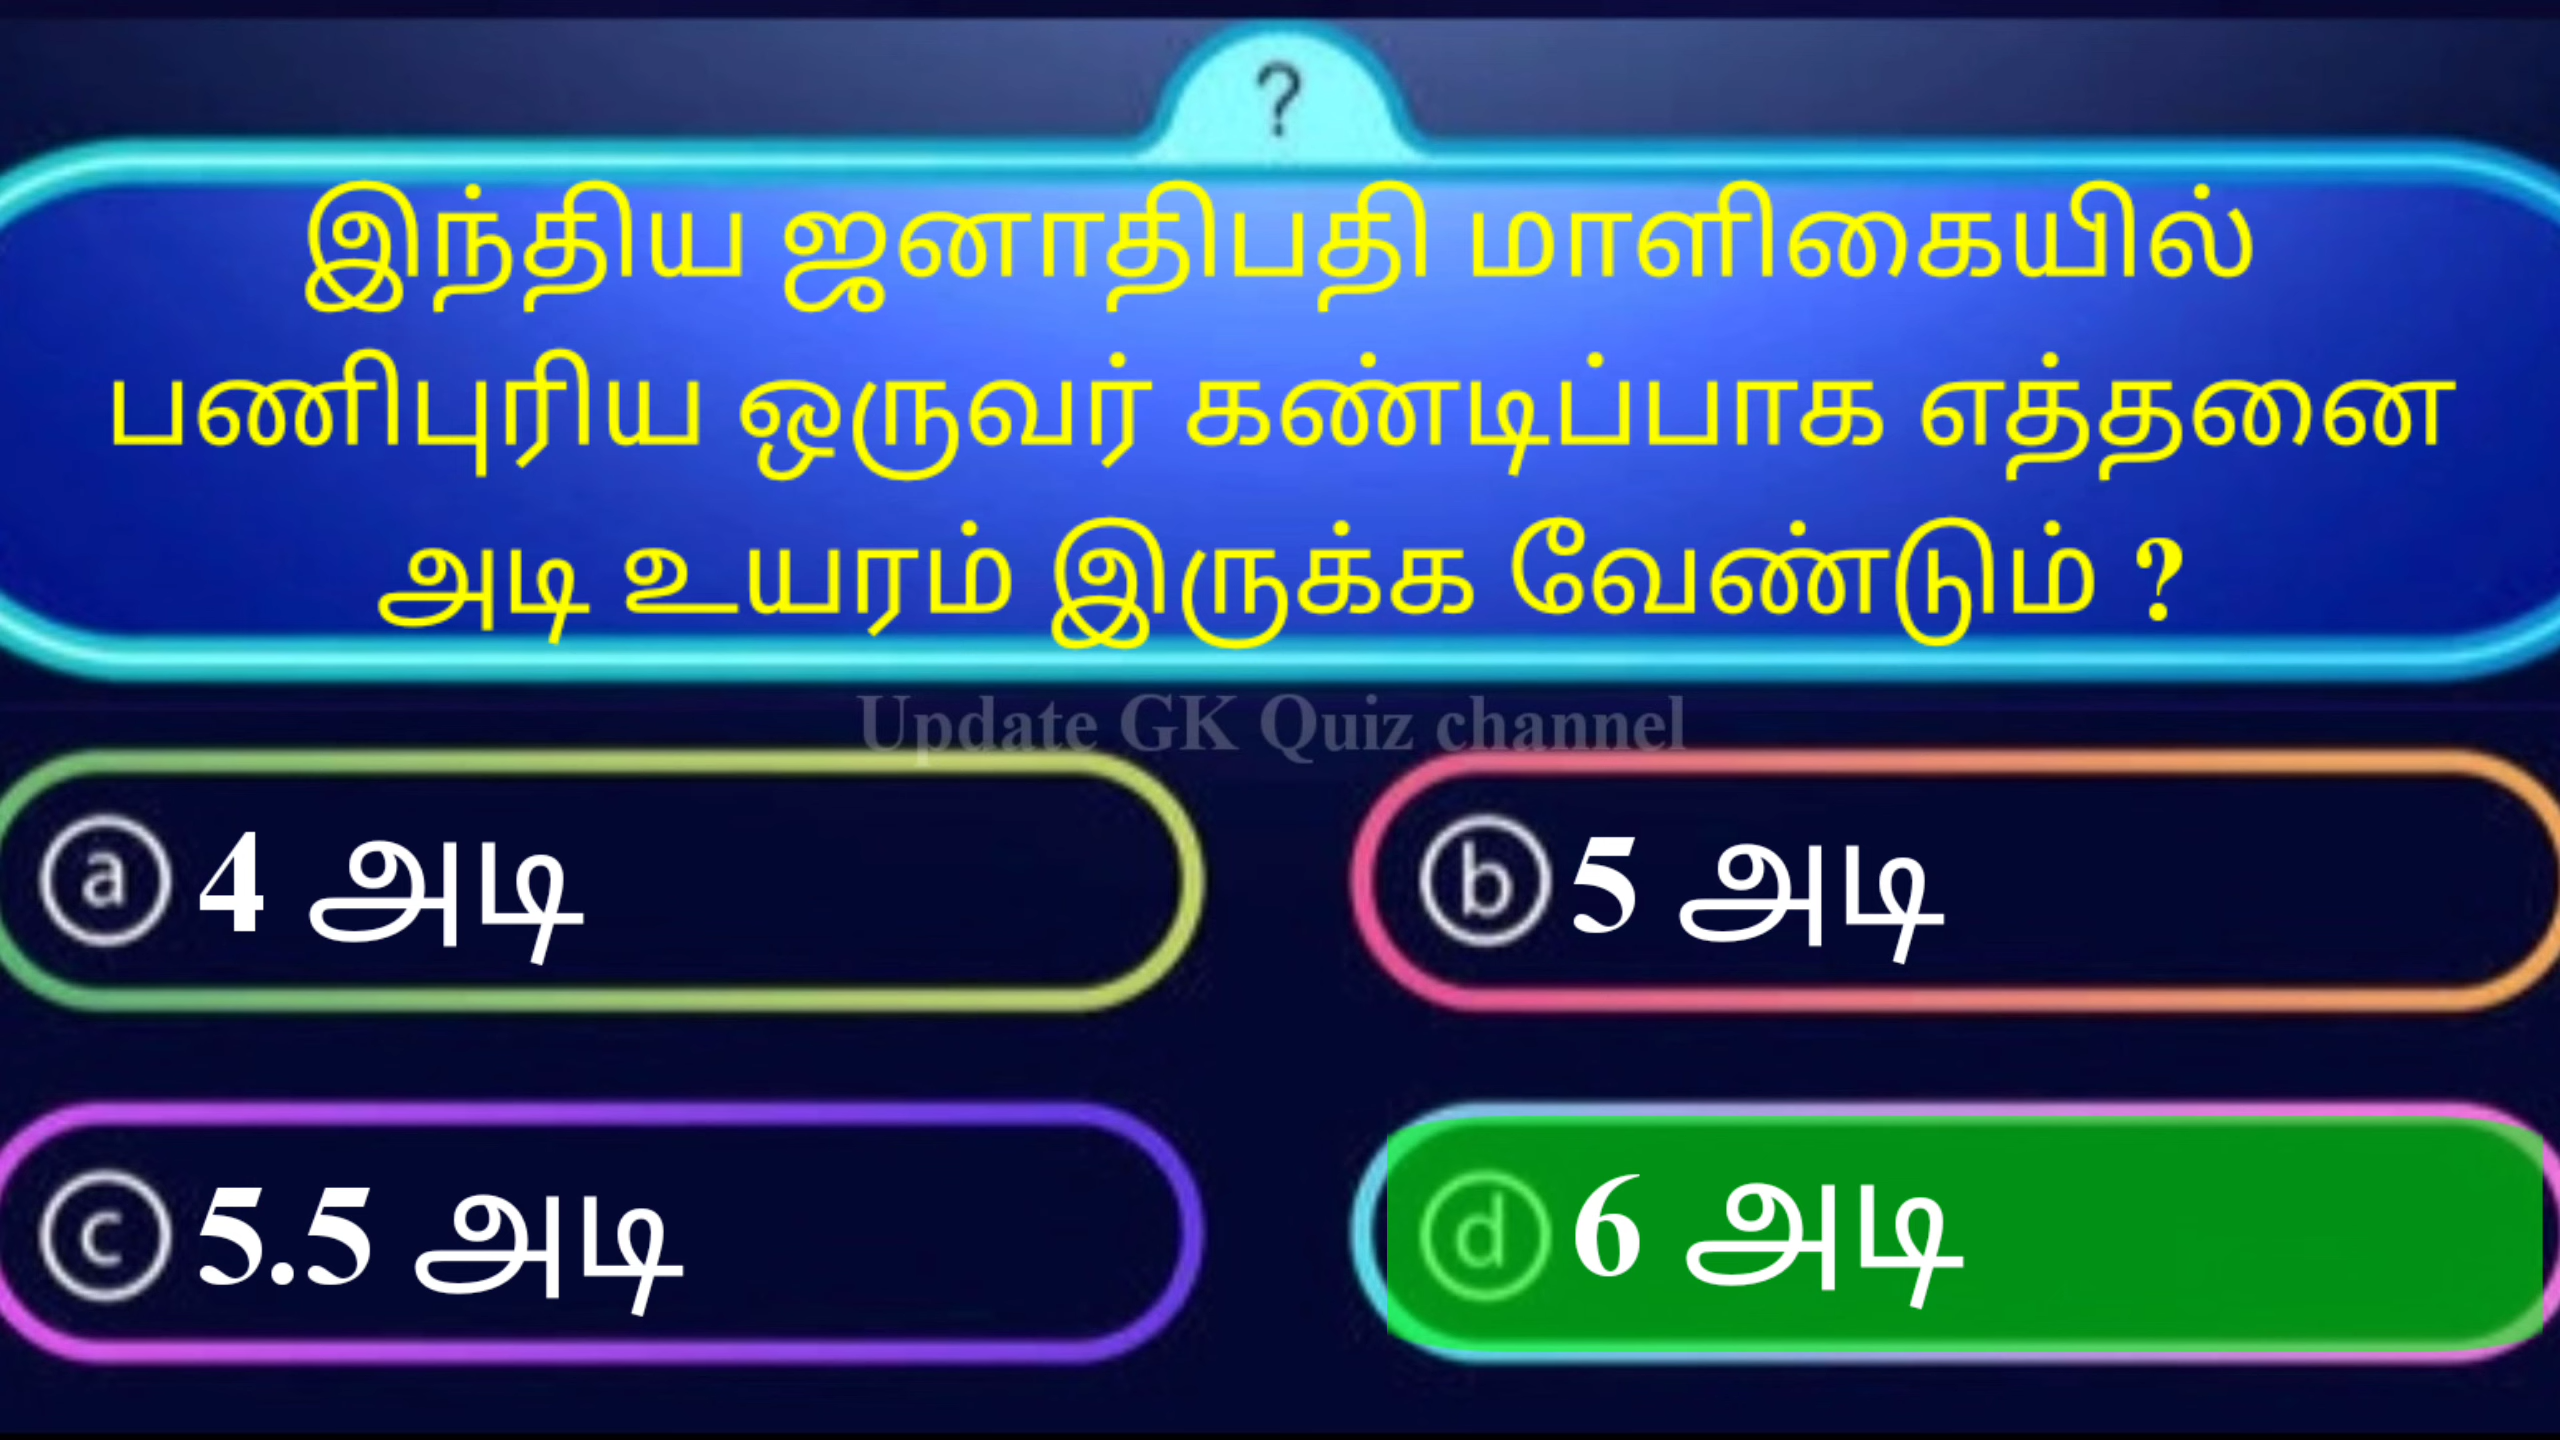 ?
இந்திய ஜனாதிபதி மாளிகையில்
பணிபுரிய ஒருவர் கண்டிப்பாக எத்தனை
அடி உயரம் இருக்க வேண்டும் ?
Update GK Quiz channel
a 4 அடி
b 5 அடி
c 5.5 அடி
d 6 அடி